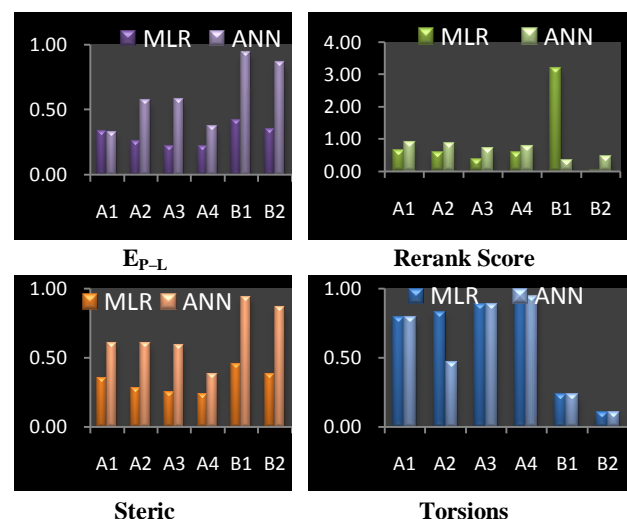 MLR ANN
1.00
0.50
0.00
A1 A2 A3 A4 B1 B2
E P–L
MLR ANN
4.00
3.00
2.00
1.00
0.00
A1 A2 A3 A4 B1 B2
Rerank Score
MLR ANN
1.00
0.50
0.00
A1 A2 A3 A4 B1 B2
Steric
MLR ANN
1.00
0.50
0.00
A1 A2 A3 A4 B1 B2
Torsions